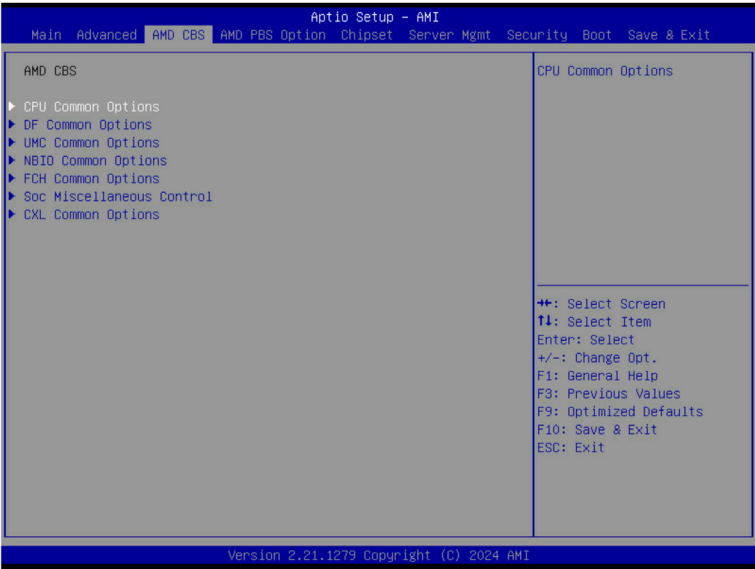 Aptio Setup – AMI
Main Advanced AMD CBS AMD PBS Option Chipset Server Mgmt Security Boot Save & Exit
AMD CBS
CPU Common Options
DF Common Options
UMC Common Options
NBIO Common Options
FCH Common Options
Soc Miscellaneous Control
CXL Common Options
CPU Common Options
→←: Select Screen
↑↓: Select Item
Enter: Select
+/-: Change Opt.
F1: General Help
F3: Previous Values
F9: Optimized Defaults
F10: Save & Exit
ESC: Exit
Version 2.21.1279 Copyright (C) 2024 AMI